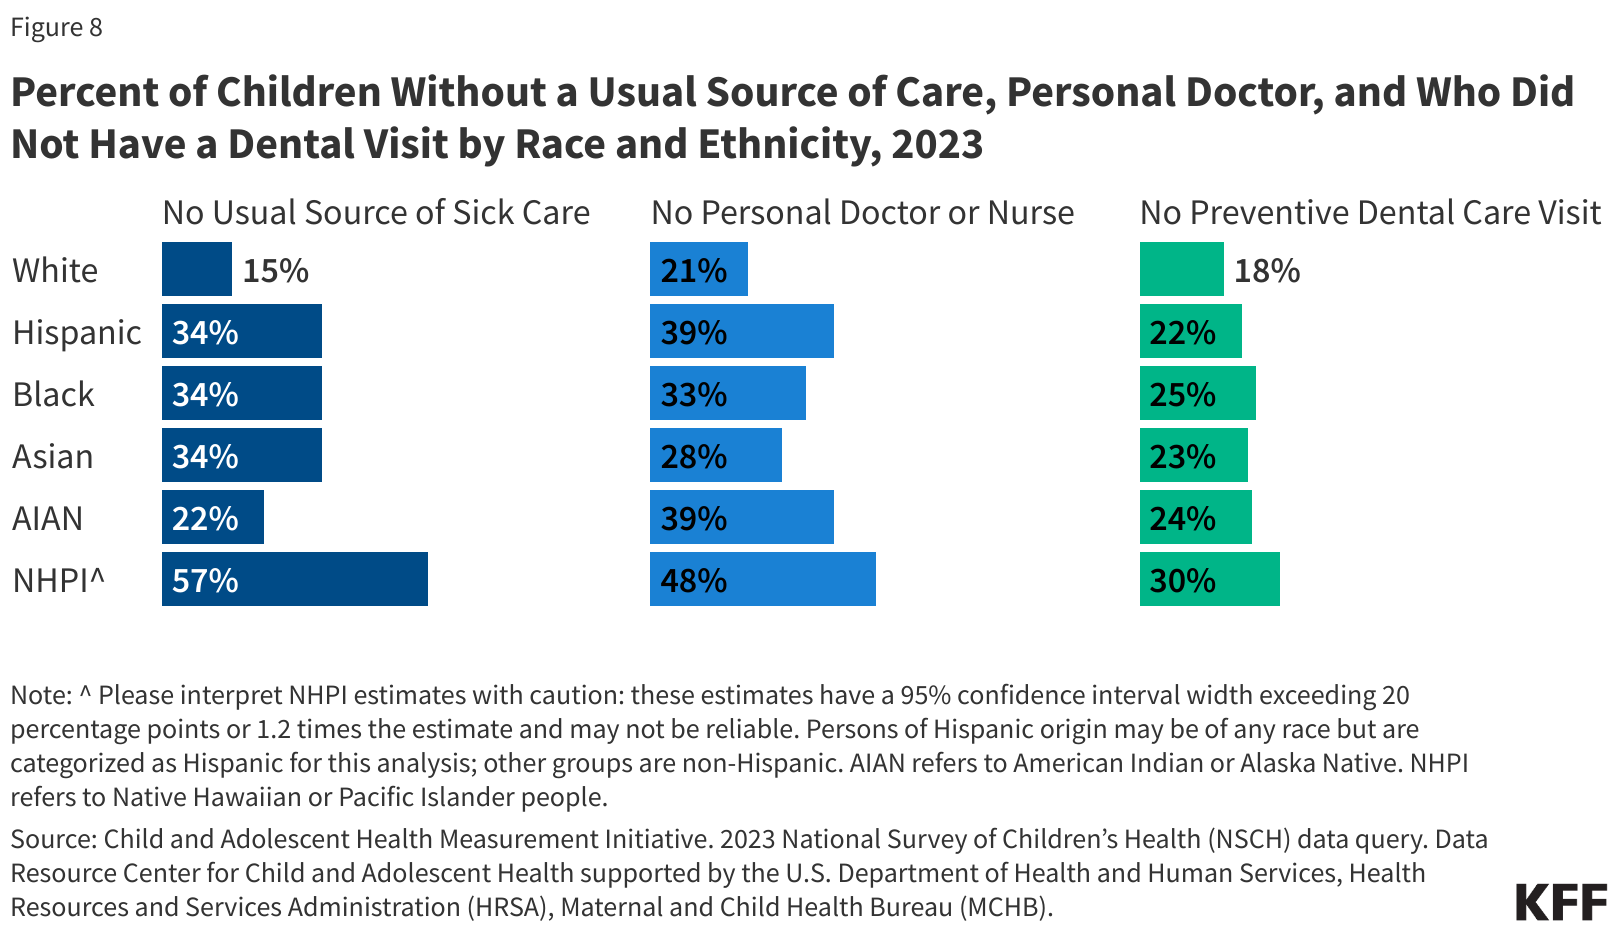 Figure 8
Percent of Children Without a Usual Source of Care, Personal Doctor, and Who Did
Not Have a Dental Visit by Race and Ethnicity, 2023
No Usual Source of Sick Care No Personal Doctor or Nurse No Preventive Dental Care Visit
White 15% 21% 18%
Hispanic 34% 39% 22%
Black 34% 33% 25%
Asian 34% 28% 23%
AIAN 22% 39% 24%
NHPI^ 57% 48% 30%
Note: ^ Please interpret NHPI estimates with caution: these estimates have a 95% confidence interval width exceeding 20
percentage points or 1.2 times the estimate and may not be reliable. Persons of Hispanic origin may be of any race but are
categorized as Hispanic for this analysis; other groups are non-Hispanic. AIAN refers to American Indian or Alaska Native. NHPI
refers to Native Hawaiian or Pacific Islander people.
Source: Child and Adolescent Health Measurement Initiative. 2023 National Survey of Children’s Health (NSCH) data query. Data
Resource Center for Child and Adolescent Health supported by the U.S. Department of Health and Human Services, Health
Resources and Services Administration (HRSA), Maternal and Child Health Bureau (MCHB).
KFF